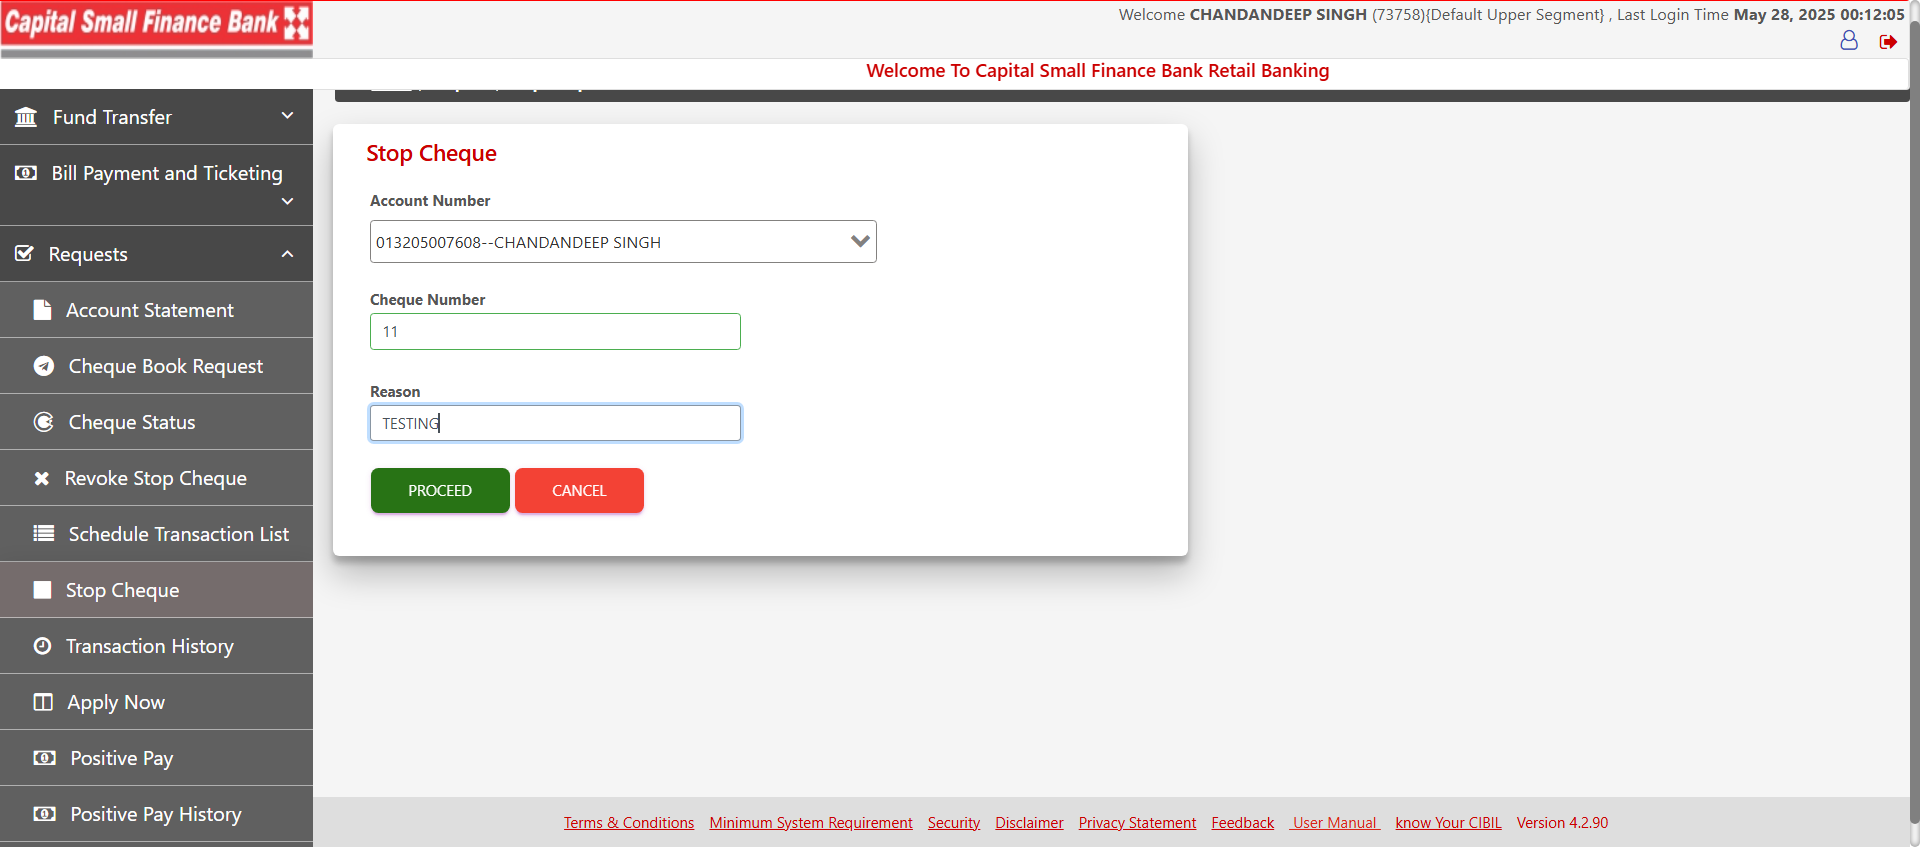 Capital Small Finance Bank
Welcome CHANDANDEEP SINGH (73758){Default Upper Segment} , Last Login Time May 28, 2025 00:12:05
Welcome To Capital Small Finance Bank Retail Banking
Fund Transfer
Bill Payment and Ticketing
Requests
Account Statement
Cheque Book Request
Cheque Status
Revoke Stop Cheque
Schedule Transaction List
Stop Cheque
Transaction History
Apply Now
Positive Pay
Positive Pay History
Stop Cheque
Account Number
013205007608--CHANDANDEEP SINGH
Cheque Number
11
Reason
TESTING
PROCEED CANCEL
Terms & Conditions Minimum System Requirement Security Disclaimer Privacy Statement Feedback User Manual know Your CIBIL Version 4.2.90